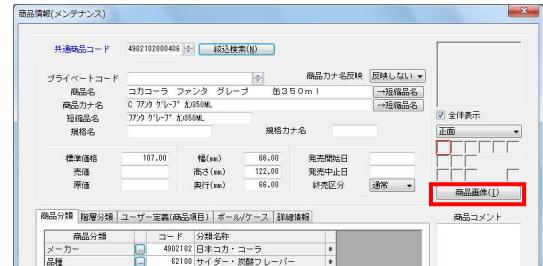 商品情報(メンテナンス)
共通商品コード 4902102000406 絞込検索(N)
プライベートコード 商品カナ名反映 反映しない
商品名 コカコーラ ファンタ グレープ 缶350ml →短縮品名
商品カナ名 C ファンタ グレープ カン350ML →短縮品名
短縮品名 ファンタ グレープ カン350ML
規格名 規格カナ名
全体表示
正面
標準価格 107.00 幅(mm) 66.00 発売開始日
売価 高さ(mm) 122.00 発売中止日
原価 奥行(mm) 66.00 終売区分 通常
商品画像(I)
商品分類 階層分類 ユーザー定義(商品項目) ボール/ケース 詳細情報
商品コメント
商品分類 コード 分類名称
メーカー ... 4902102 日本コカ・コーラ *
品種 ... 62100 サイダー・炭酸フレーバー *